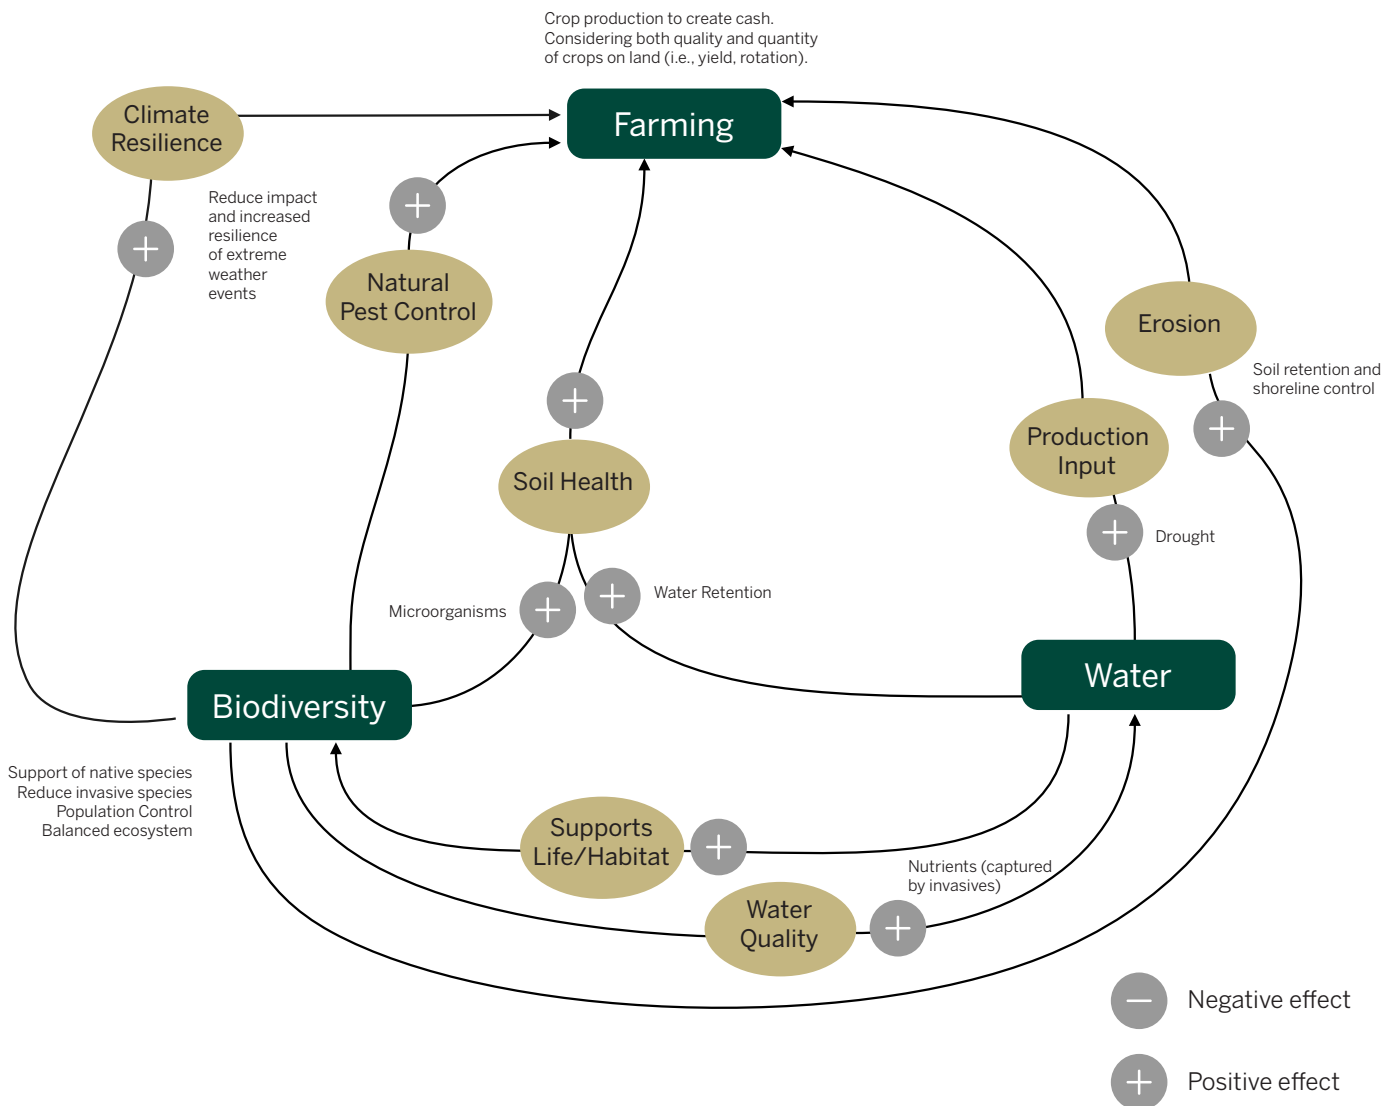 Crop production to create cash.
Considering both quality and quantity
of crops on land (i.e., yield, rotation).
Farming
Climate
Resilience
Reduce impact
and increased
resilience
of extreme
weather
events
Natural
Pest Control
Erosion
Soil retention and
shoreline control
Production
Input
Soil Health
Drought
Water Retention
Microorganisms
Water
Biodiversity
Support of native species
Reduce invasive species
Population Control
Balanced ecosystem
Supports
Life/Habitat
Nutrients (captured
by invasives)
Water
Quality
Negative effect
Positive effect